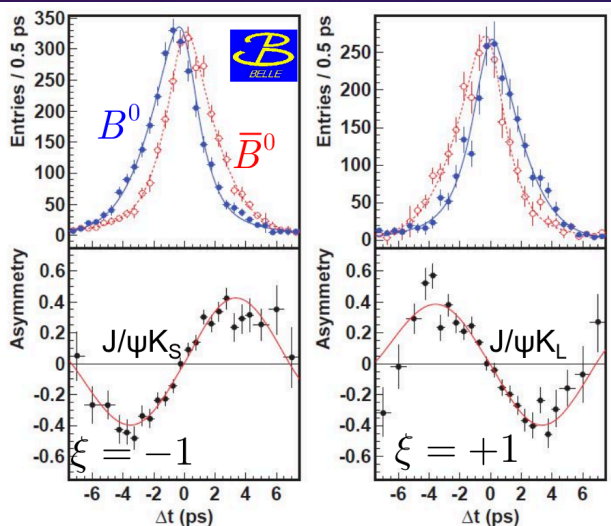 Entries / 0.5 ps
350
300
250
200
150
100
50
0
B⁰
B̅⁰
B
BELLE
Entries / 0.5 ps
250
200
150
100
50
0
Asymmetry
0.4
0.2
0
-0.2
-0.4
-0.6
J/ψK_S
ξ = −1
-6 -4 -2 0 2 4 6
Δt (ps)
Asymmetry
0.6
0.4
0.2
0
-0.2
-0.4
-0.6
J/ψK_L
ξ = +1
-6 -4 -2 0 2 4 6
Δt (ps)